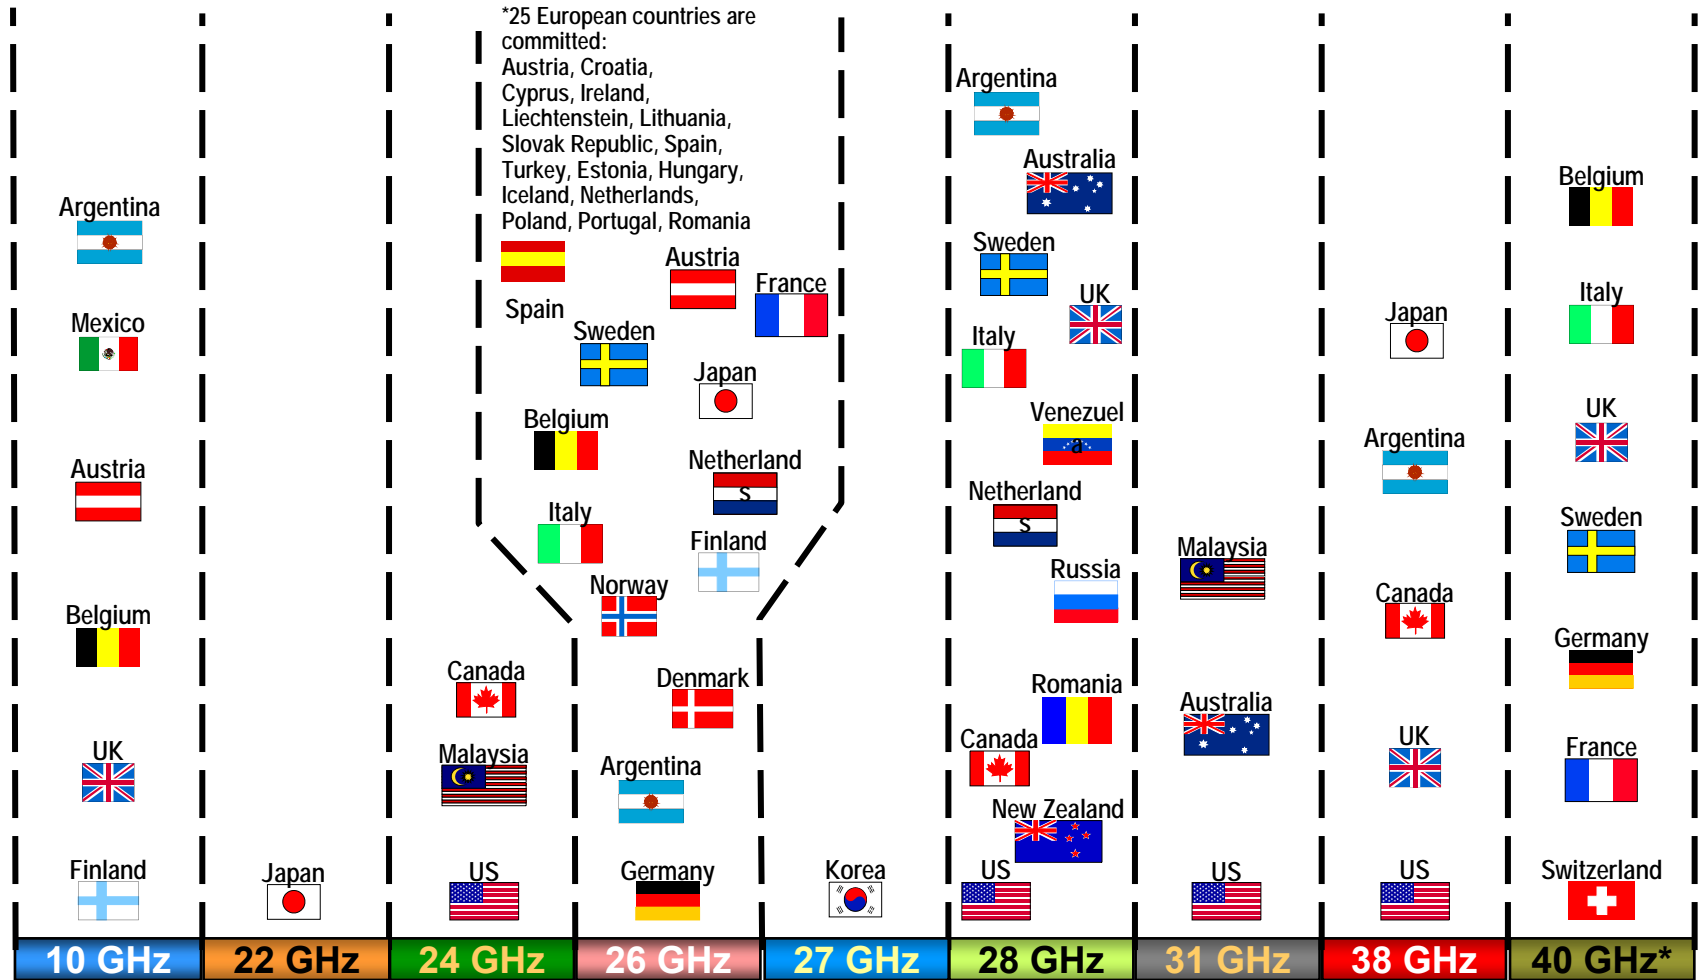 *25 European countries are
committed:
Austria, Croatia,
Cyprus, Ireland,
Liechtenstein, Lithuania,
Slovak Republic, Spain,
Turkey, Estonia, Hungary,
Iceland, Netherlands,
Poland, Portugal, Romania
Argentina
Mexico
Austria
Belgium
UK
Finland
Japan
Canada
Malaysia
US
Spain
Austria
France
Sweden
Japan
Belgium
Netherland
s
Italy
Finland
Norway
Denmark
Argentina
Germany
Korea
Argentina
Australia
Sweden
UK
Italy
Venezuel
a
Netherland
s
Russia
Romania
Canada
New Zealand
US
Malaysia
Australia
US
Japan
Argentina
Canada
UK
US
Belgium
Italy
UK
Sweden
Germany
France
Switzerland
10 GHz
22 GHz
24 GHz
26 GHz
27 GHz
28 GHz
31 GHz
38 GHz
40 GHz*